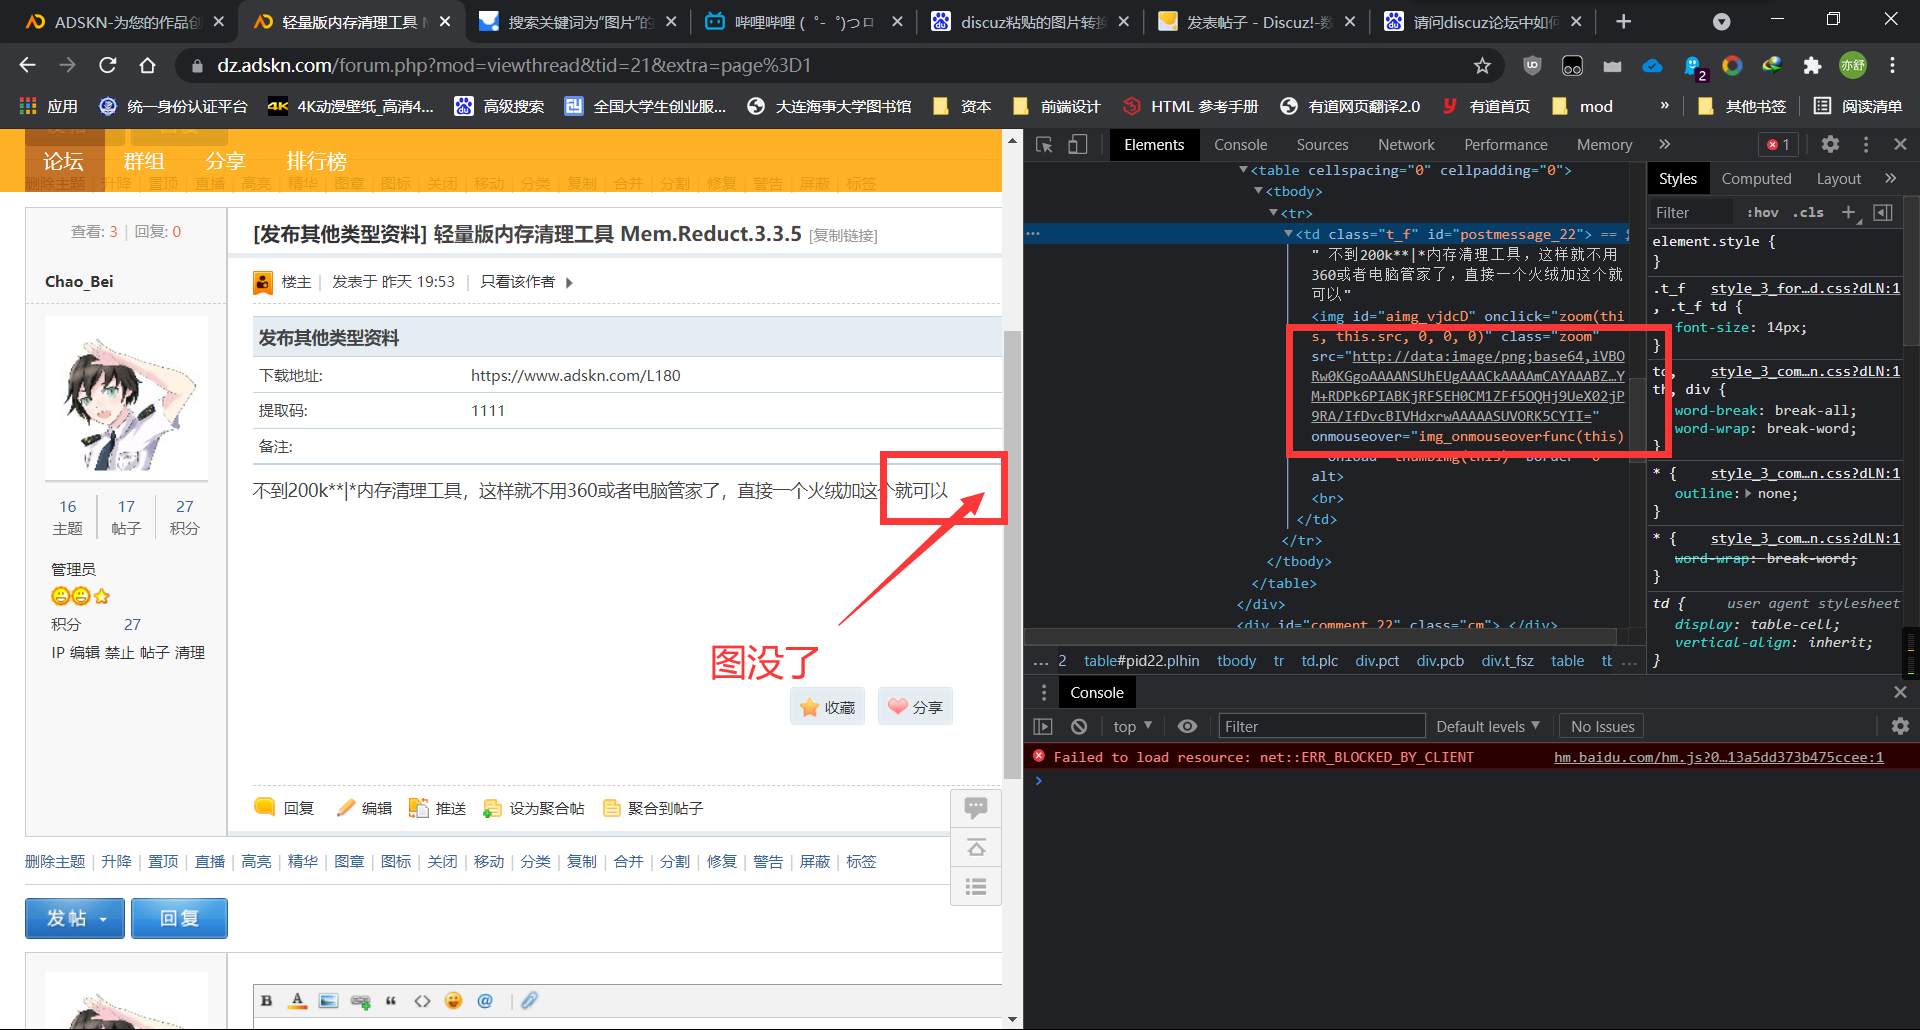 ADSKN-为您的作品创
轻量版内存清理工具 M
搜索关键词为“图片”的
哔哩哔哩 ( ゜- ゜)つロ
discuz粘贴的图片转换
发表帖子 - Discuz!-数
请问discuz论坛中如何
dz.adskn.com/forum.php?mod=viewthread&tid=21&extra=page%3D1
2
亦舒
应用
统一身份认证平台
4K动漫壁纸_高清4...
高级搜索
全国大学生创业服...
大连海事大学图书馆
资本
前端设计
HTML 参考手册
有道网页翻译2.0
有道首页
mod
»
其他书签
阅读清单
论坛 群组 分享 排行榜
删除主题 升降 置顶 直播 高亮 精华 图章 图标 关闭 移动 分类 复制 合并 分割 修复 警告 屏蔽 标签
查看: 3 | 回复: 0
[发布其他类型资料] 轻量版内存清理工具 Mem.Reduct.3.3.5 [复制链接]
Chao_Bei
楼主 | 发表于 昨天 19:53 | 只看该作者
发布其他类型资料
下载地址: https://www.adskn.com/L180
提取码: 1111
备注:
不到200k**|*内存清理工具，这样就不用360或者电脑管家了，直接一个火绒加这个就可以
16 17 27
主题 帖子 积分
管理员
积分 27
IP 编辑 禁止 帖子 清理
图没了
收藏 分享
回复 编辑 推送 设为聚合帖 聚合到帖子
删除主题 | 升降 | 置顶 | 直播 | 高亮 | 精华 | 图章 | 图标 | 关闭 | 移动 | 分类 | 复制 | 合并 | 分割 | 修复 | 警告 | 屏蔽 | 标签
发帖 回复
B A “ <> @
Elements Console Sources Network Performance Memory » 1
<table cellspacing="0" cellpadding="0">
<tbody>
<tr>
<td class="t_f" id="postmessage_22"> ==
" 不到200k**|*内存清理工具，这样就不用
360或者电脑管家了，直接一个火绒加这个就
可以"
<img id="aimg_vjdcD" onclick="zoom(thi
s, this.src, 0, 0, 0)" class="zoom"
src="http://data:image/png;base64,iVBO
Rw0KGgoAAAANSUhEUgAAACkAAAAmCAYAAABZ…Y
M+RDPk6PIABKjRFSEH0CM1ZFf5OQHj9UeX02jP
9RA/IfDvcBIVHdxrwAAAAASUVORK5CYII="
onmouseover="img_onmouseoverfunc(this)
onload="thumbImg(this)" border="0"
alt>
<br>
</td>
</tr>
</tbody>
</table>
</div>
<div id="comment_22" class="cm"> </div>
... 2 table#pid22.plhin tbody tr td.plc div.pct div.pcb div.t_fsz table tb ...
Styles Computed Layout »
Filter :hov .cls +
element.style {
}
.t_f style_3_for…d.css?dLN:1
, .t_f td {
font-size: 14px;
}
td, style_3_com…n.css?dLN:1
th, div {
word-break: break-all;
word-wrap: break-word;
}
* { style_3_com…n.css?dLN:1
outline: none;
}
* { style_3_com…n.css?dLN:1
word-wrap: break-word;
}
td { user agent stylesheet
display: table-cell;
vertical-align: inherit;
}
Console
top Filter Default levels No Issues
Failed to load resource: net::ERR_BLOCKED_BY_CLIENT hm.baidu.com/hm.js?0…13a5dd373b475ccee:1